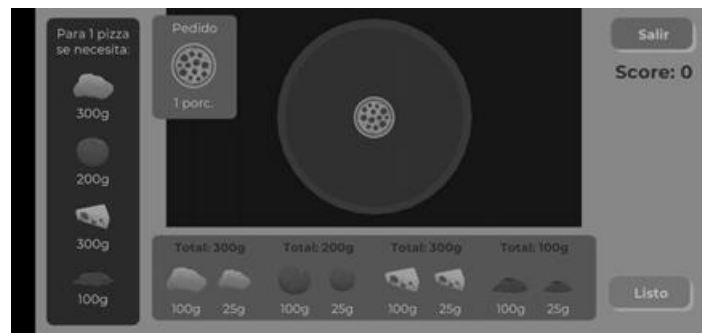 Para 1 pizza
se necesita:
300g
200g
300g
100g
Pedido
1 porc.
Salir
Score: 0
Total: 300g
Total: 200g
Total: 300g
Total: 100g
100g 25g
100g 25g
100g 25g
100g 25g
Listo